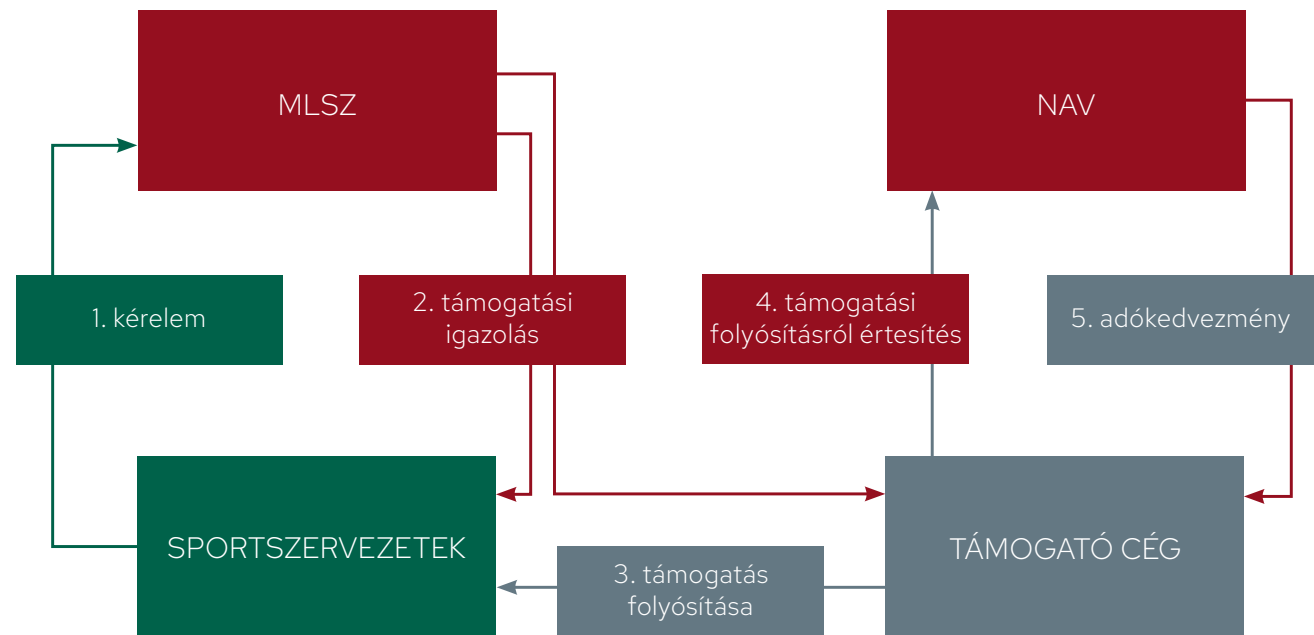 MLSZ
NAV
1. kérelem
2. támogatási
igazolás
4. támogatási
folyósításról értesítés
5. adókedvezmény
SPORTSZERVEZETEK
TÁMOGATÓ CÉG
3. támogatás
folyósítása